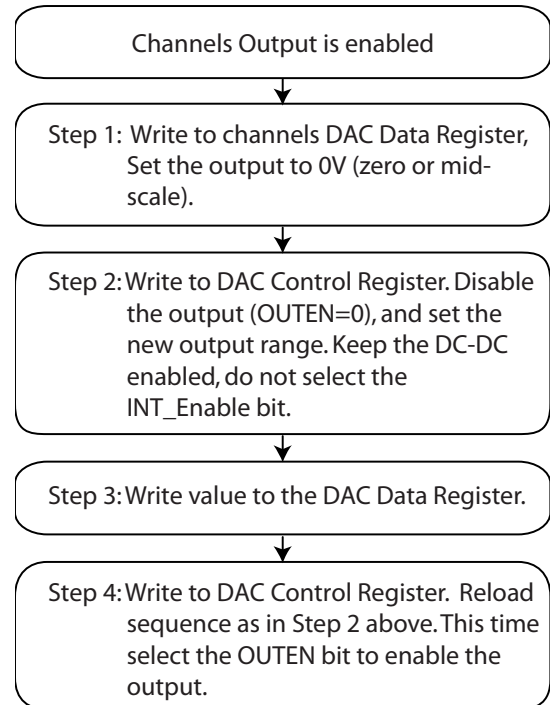 Channels Output is enabled
Step 1: Write to channels DAC Data Register,
Set the output to 0V (zero or mid-
scale).
Step 2: Write to DAC Control Register. Disable
the output (OUTEN=0), and set the
new output range. Keep the DC-DC
enabled, do not select the
INT_Enable bit.
Step 3: Write value to the DAC Data Register.
Step 4: Write to DAC Control Register. Reload
sequence as in Step 2 above. This time
select the OUTEN bit to enable the
output.